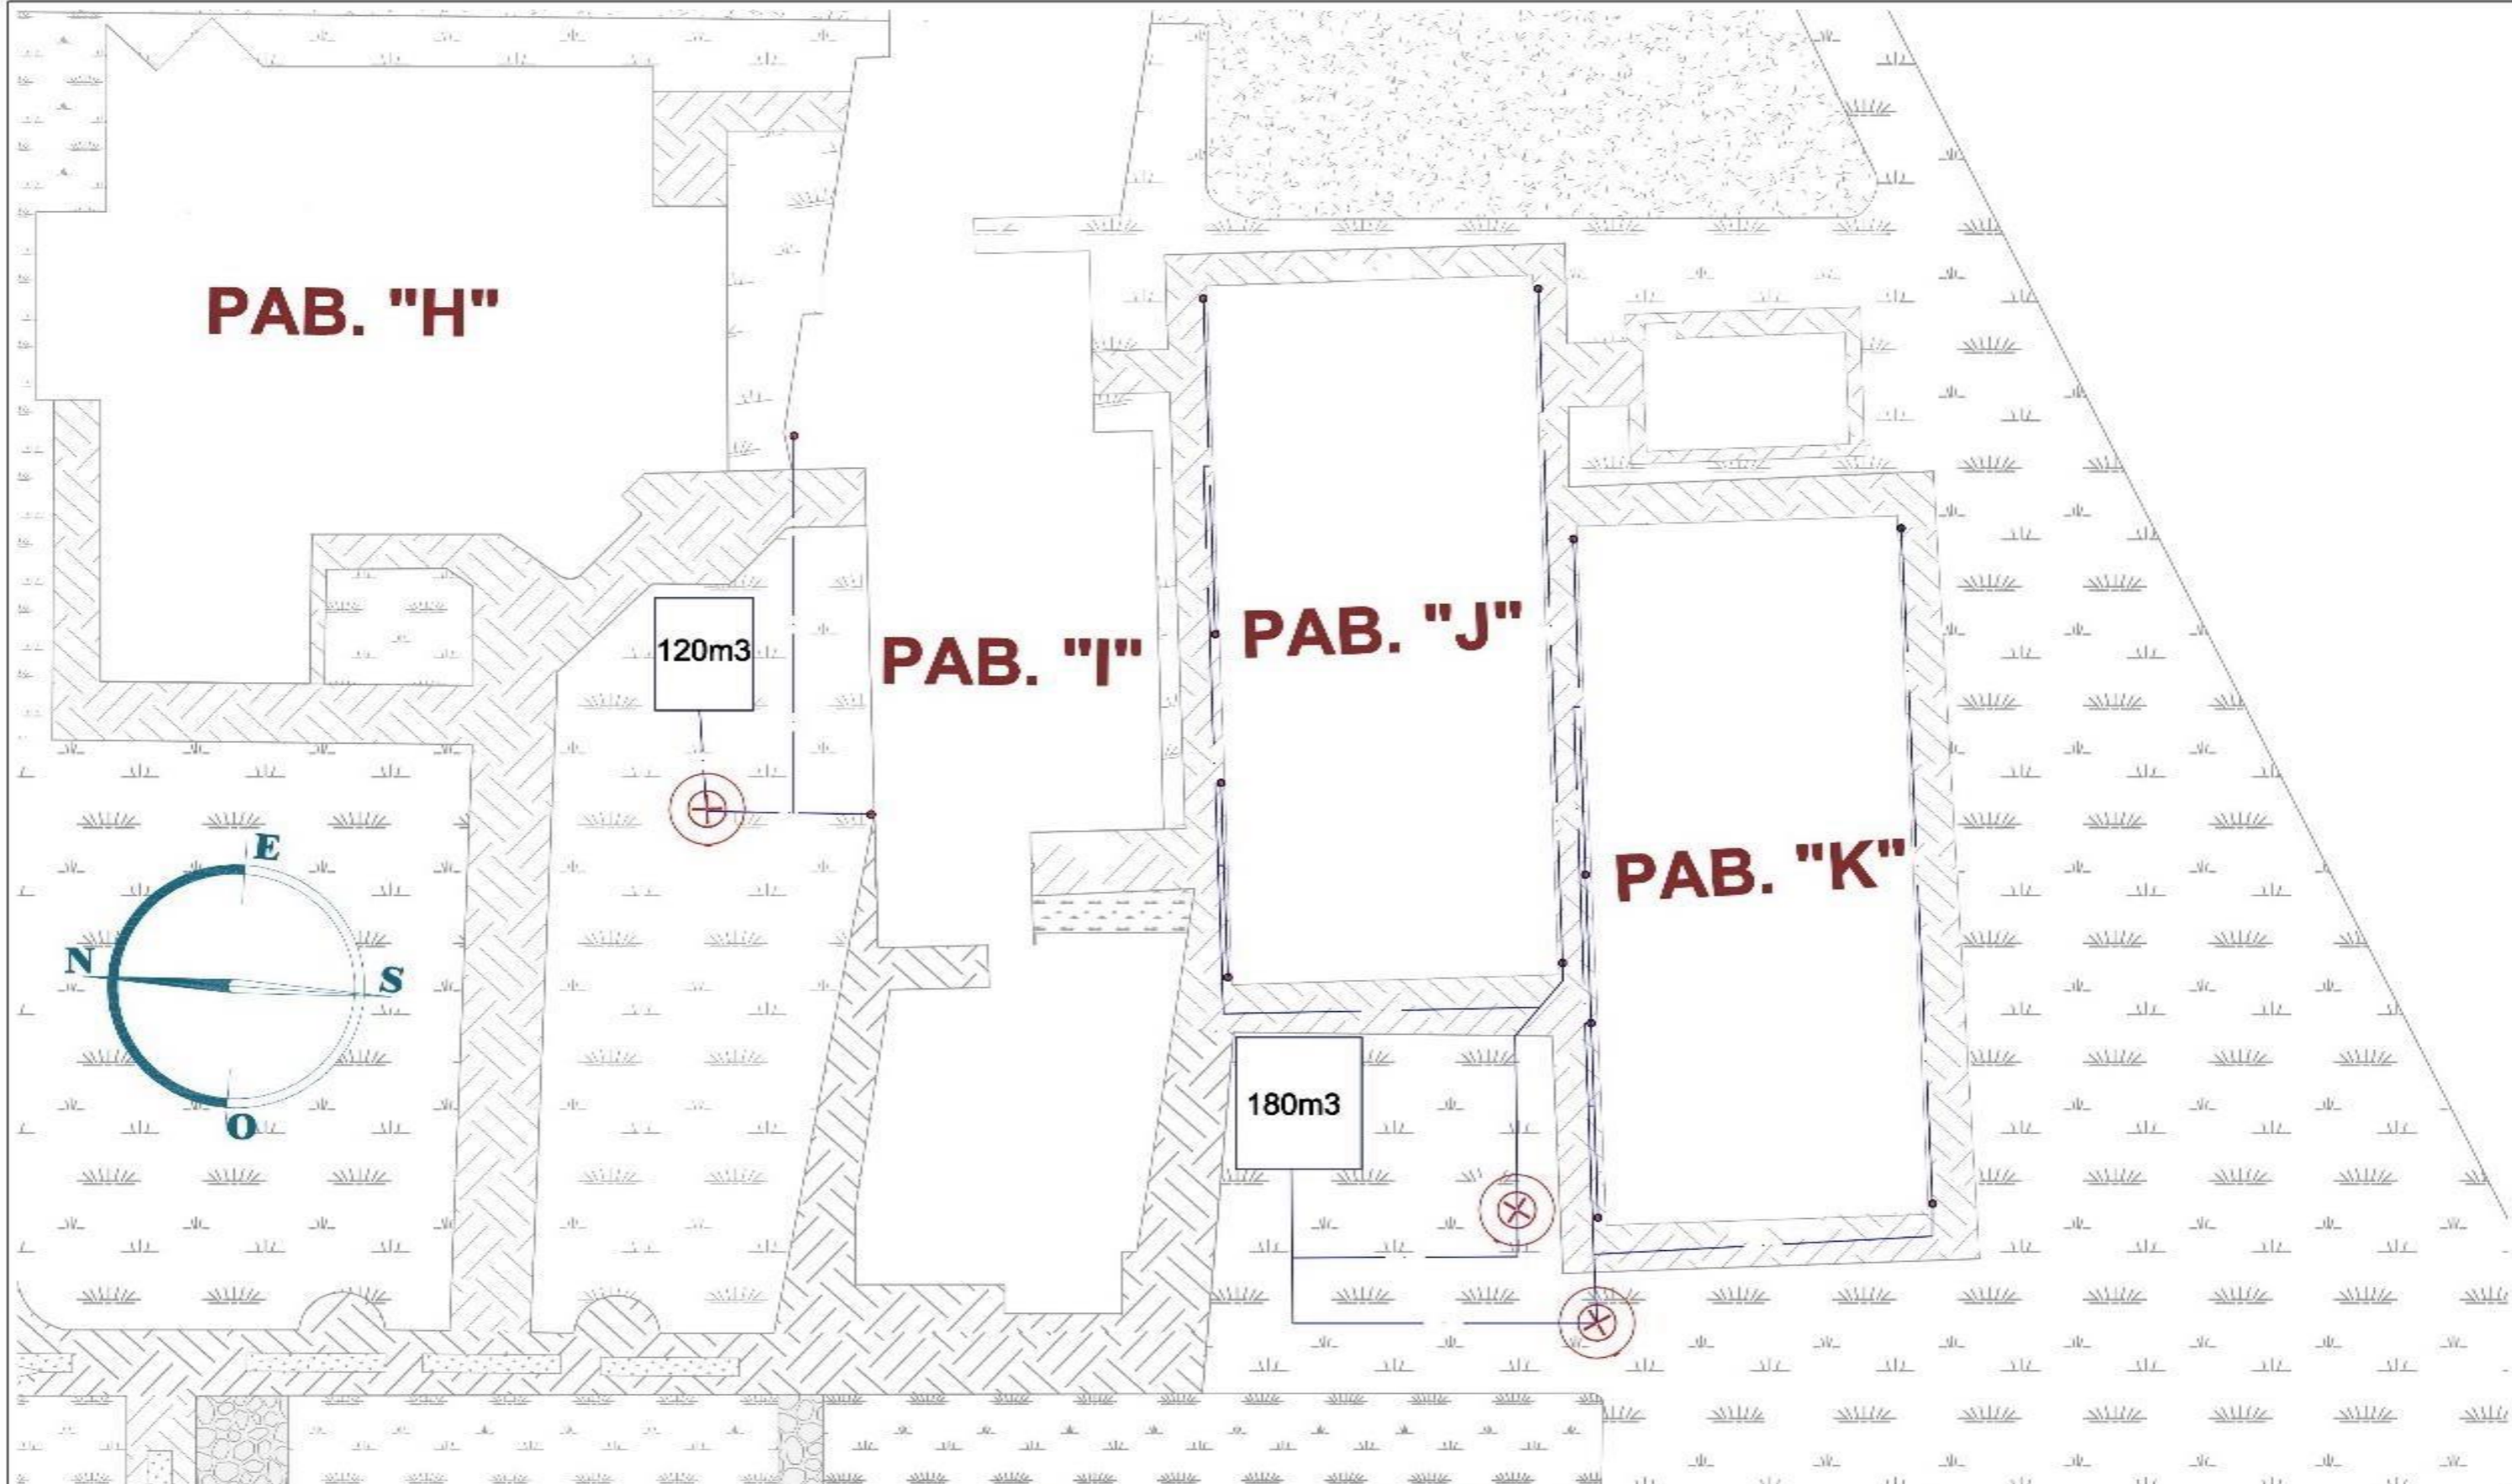 PAB. "H"
120m3
PAB. "I"
PAB. "J"
PAB. "K"
E
N
S
O
180m3